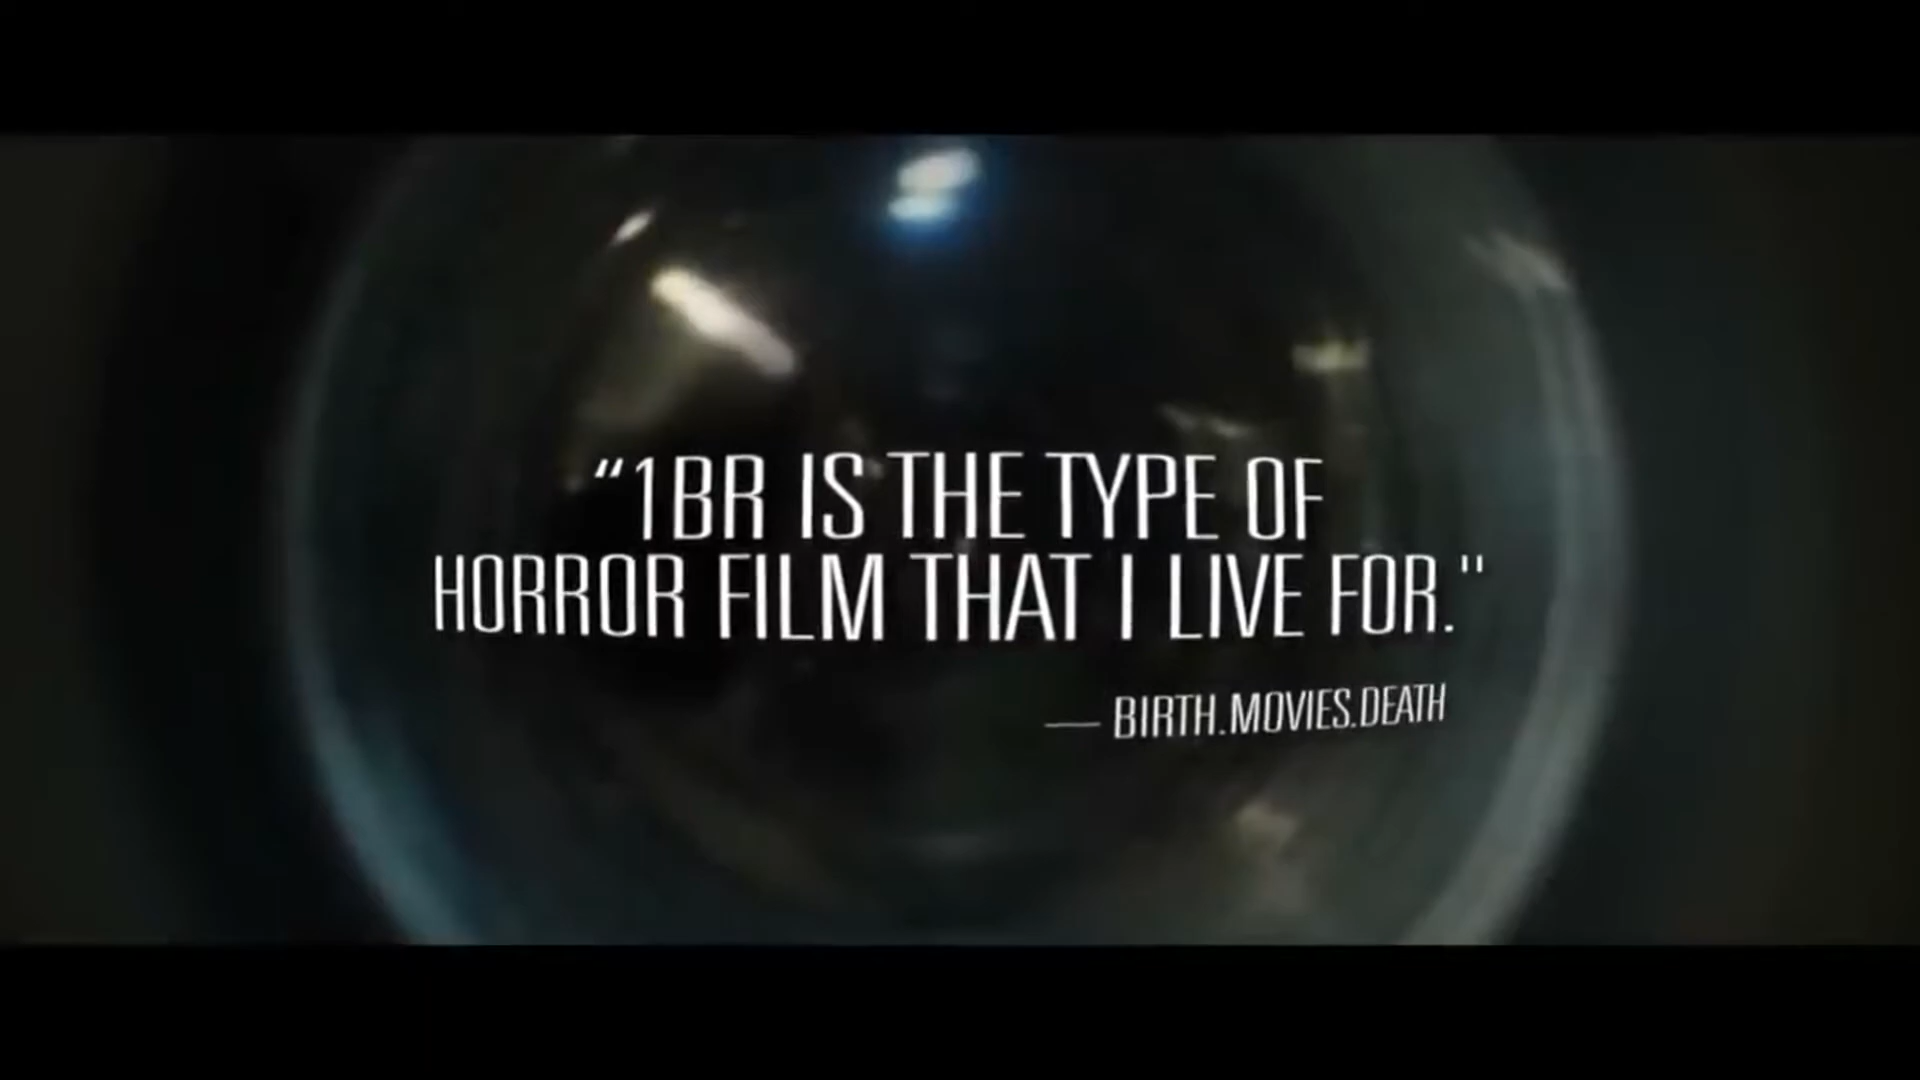 “1BR IS THE TYPE OF
HORROR FILM THAT I LIVE FOR."
— BIRTH.MOVIES.DEATH